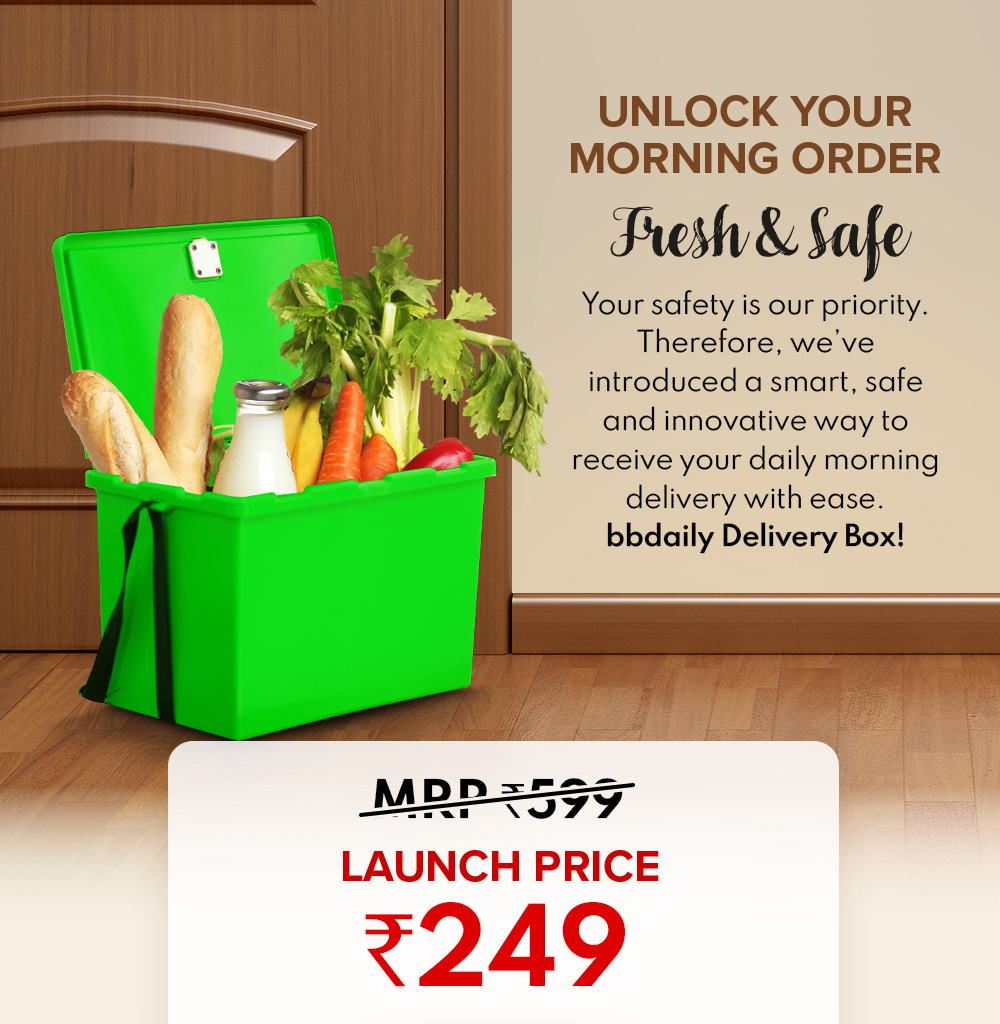 UNLOCK YOUR
MORNING ORDER
Fresh & Safe
Your safety is our priority.
Therefore, we’ve
introduced a smart, safe
and innovative way to
receive your daily morning
delivery with ease.
bbdaily Delivery Box!
MRP ₹599
LAUNCH PRICE
₹249